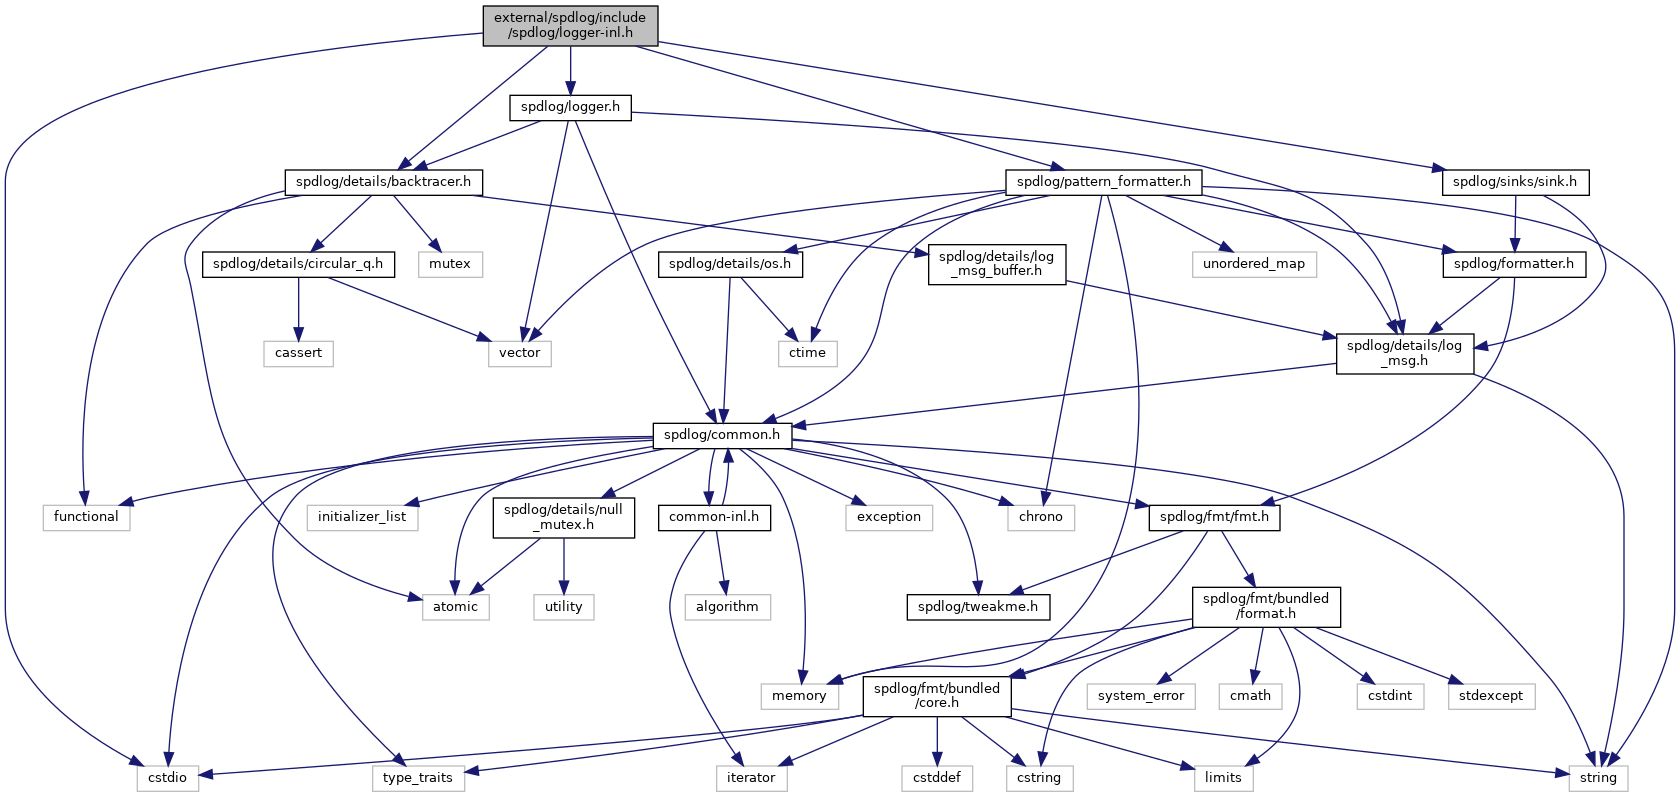 external/spdlog/include
/spdlog/logger-inl.h
spdlog/logger.h
spdlog/details/backtracer.h
spdlog/pattern_formatter.h
spdlog/sinks/sink.h
spdlog/details/circular_q.h
mutex
spdlog/details/os.h
spdlog/details/log
_msg_buffer.h
unordered_map
spdlog/formatter.h
cassert
vector
ctime
spdlog/details/log
_msg.h
spdlog/common.h
functional
initializer_list
spdlog/details/null
_mutex.h
common-inl.h
exception
chrono
spdlog/fmt/fmt.h
atomic
utility
algorithm
spdlog/tweakme.h
spdlog/fmt/bundled
/format.h
memory
spdlog/fmt/bundled
/core.h
system_error
cmath
cstdint
stdexcept
cstdio
type_traits
iterator
cstddef
cstring
limits
string